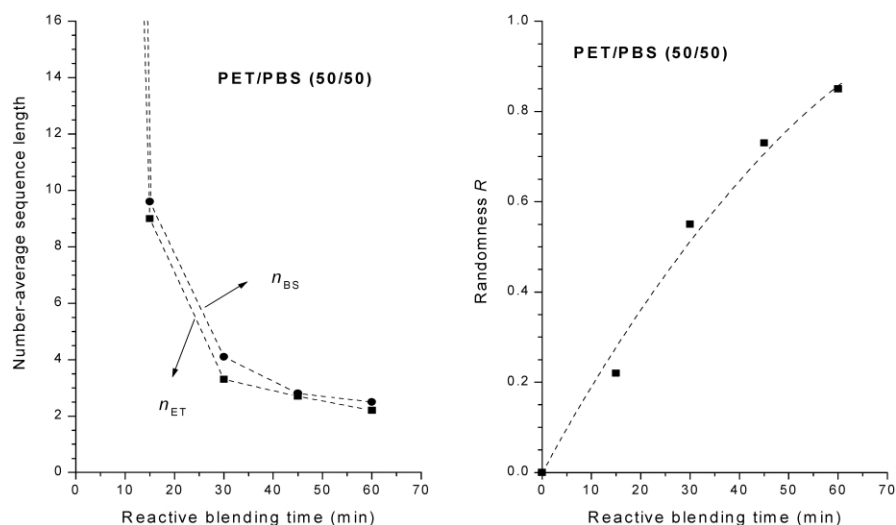 PET/PBS (50/50)
Number-average sequence length
16
14
12
10
8
6
4
2
0
n BS
n ET
0 10 20 30 40 50 60 70
Reactive blending time (min)
PET/PBS (50/50)
Randomness R
1.0
0.8
0.6
0.4
0.2
0.0
0 10 20 30 40 50 60 70
Reactive blending time (min)